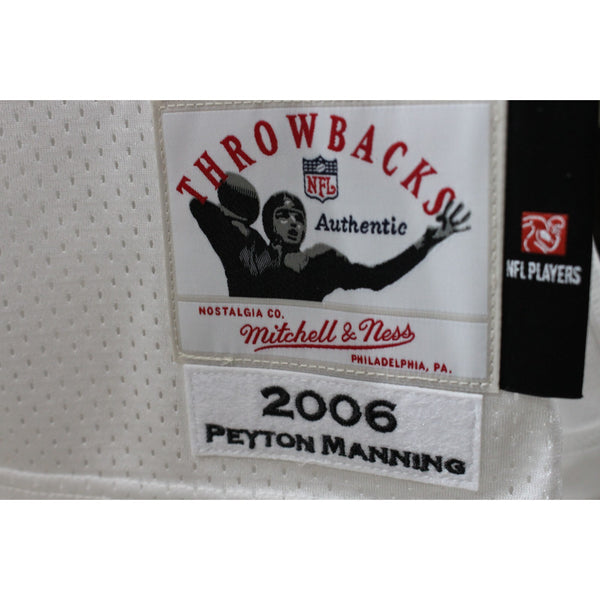 THROWBACKS
NFL
Authentic
NOSTALGIA CO.
Mitchell & Ness
PHILADELPHIA, PA.
2006
PEYTON MANNING
NFL PLAYERS